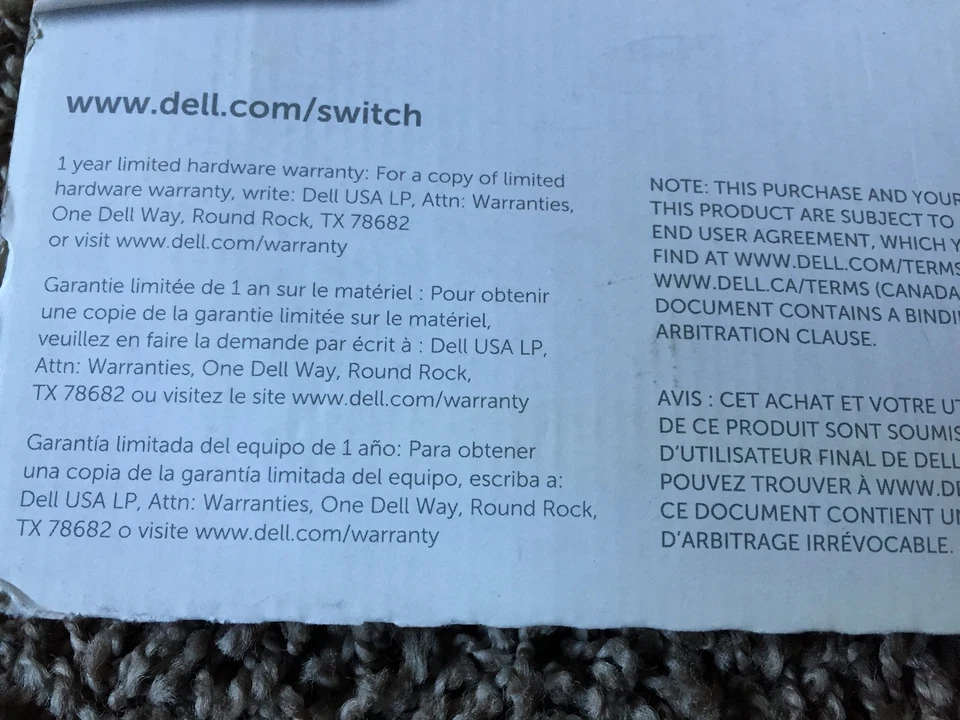 www.dell.com/switch
1 year limited hardware warranty: For a copy of limited
hardware warranty, write: Dell USA LP, Attn: Warranties,
One Dell Way, Round Rock, TX 78682
or visit www.dell.com/warranty
Garantie limitée de 1 an sur le matériel : Pour obtenir
une copie de la garantie limitée sur le matériel,
veuillez en faire la demande par écrit à : Dell USA LP,
Attn: Warranties, One Dell Way, Round Rock,
TX 78682 ou visitez le site www.dell.com/warranty
Garantía limitada del equipo de 1 año: Para obtener
una copia de la garantía limitada del equipo, escriba a:
Dell USA LP, Attn: Warranties, One Dell Way, Round Rock,
TX 78682 o visite www.dell.com/warranty
NOTE: THIS PURCHASE AND YOUR
THIS PRODUCT ARE SUBJECT TO
END USER AGREEMENT, WHICH
FIND AT WWW.DELL.COM/TERMS
WWW.DELL.CA/TERMS (CANADA
DOCUMENT CONTAINS A
ARBITRATION CLAUSE.
AVIS : CET ACHAT ET VOTRE
DE CE PRODUIT SONT SOUMIS
D'UTILISATEUR FINAL DE DELL
POUVEZ TROUVER À
CE DOCUMENT CONTIENT
D'ARBITRAGE IRRÉVOCABLE.